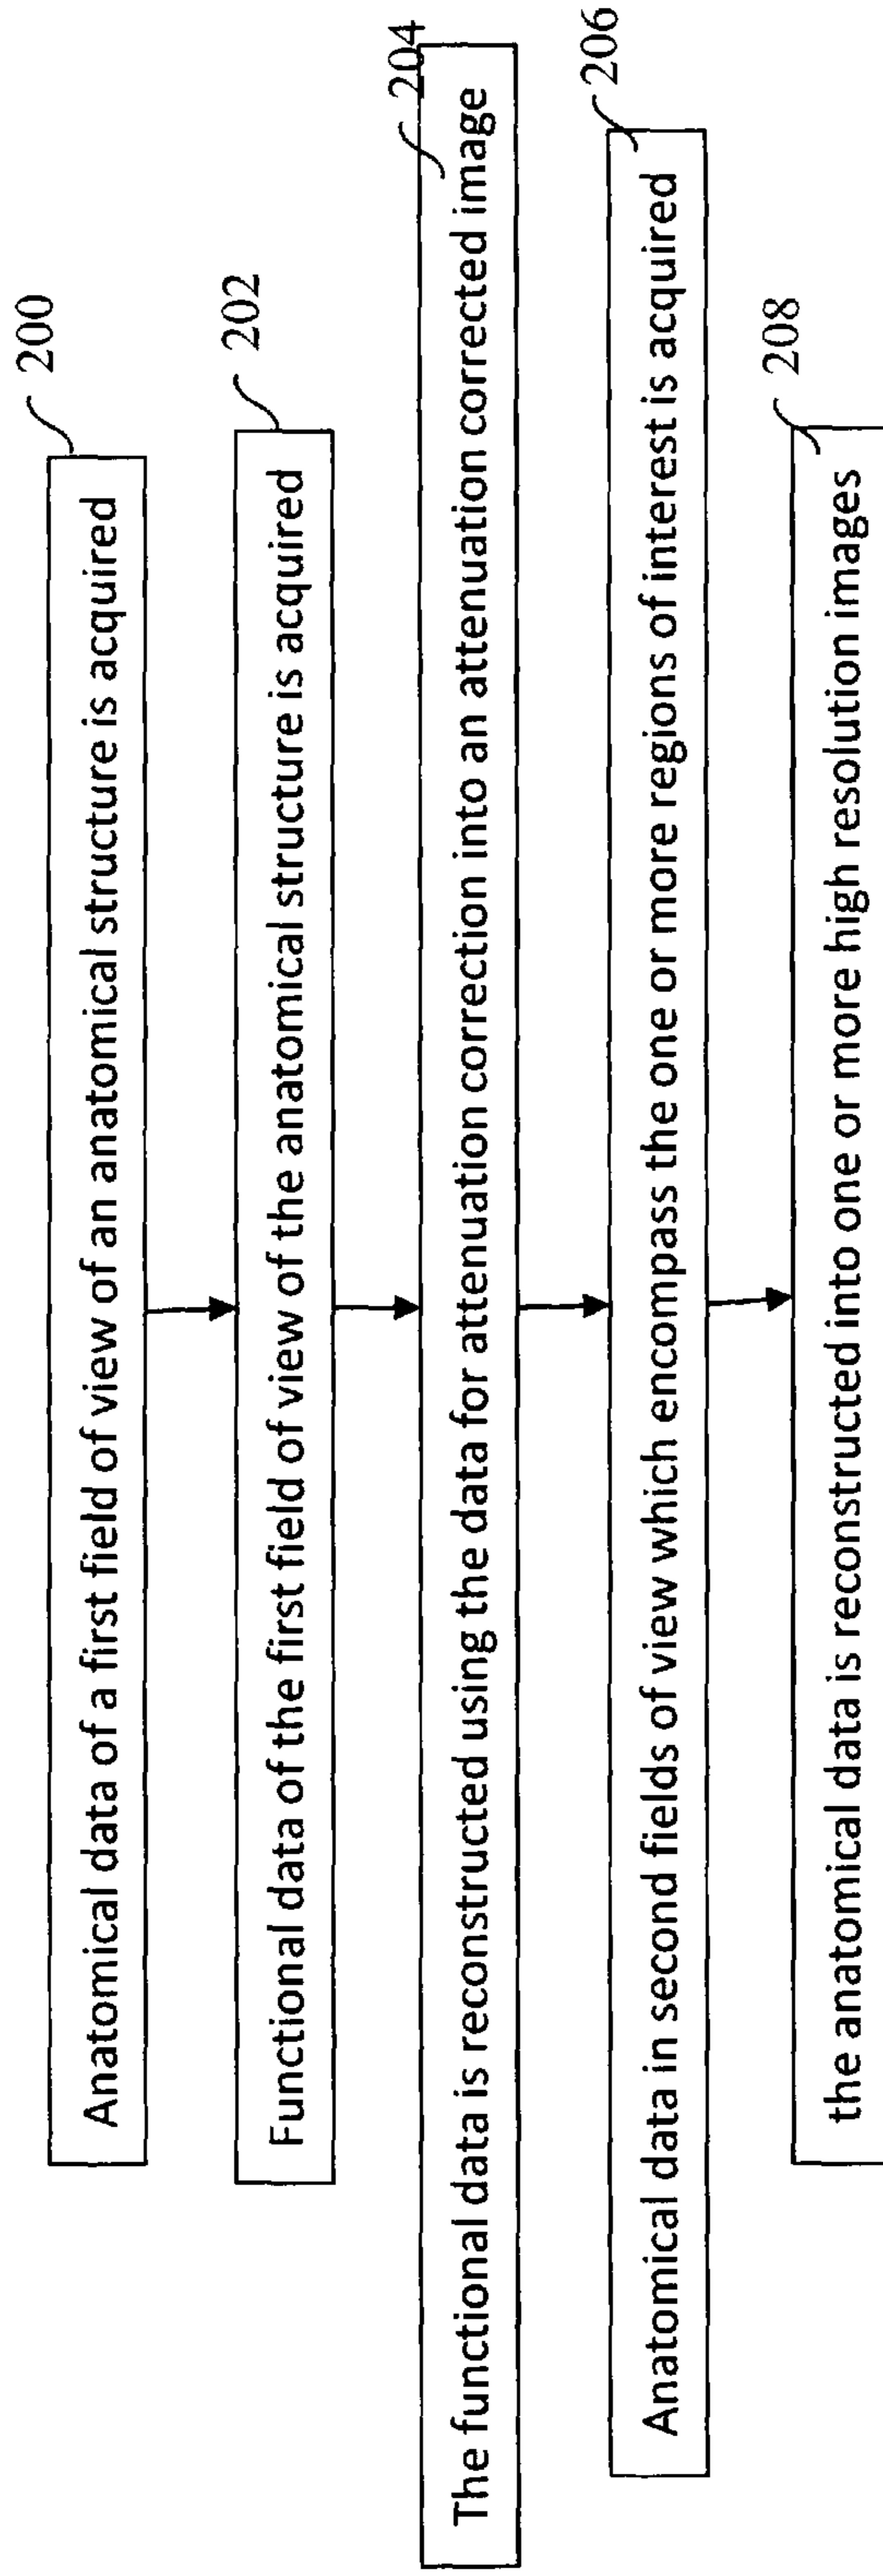 200
Anatomical data of a first field of view of an anatomical structure is acquired
202
Functional data of the first field of view of the anatomical structure is acquired
204
The functional data is reconstructed using the data for attenuation correction into an attenuation corrected image
206
Anatomical data in second fields of view which encompass the one or more regions of interest is acquired
208
the anatomical data is reconstructed into one or more high resolution images